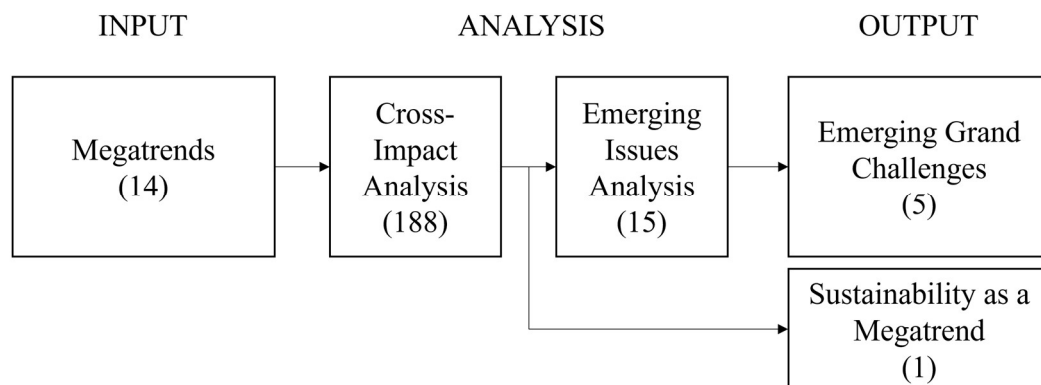 INPUT
ANALYSIS
OUTPUT
Megatrends
(14)
Cross-
Impact
Analysis
(188)
Emerging
Issues
Analysis
(15)
Emerging Grand
Challenges
(5)
Sustainability as a
Megatrend
(1)